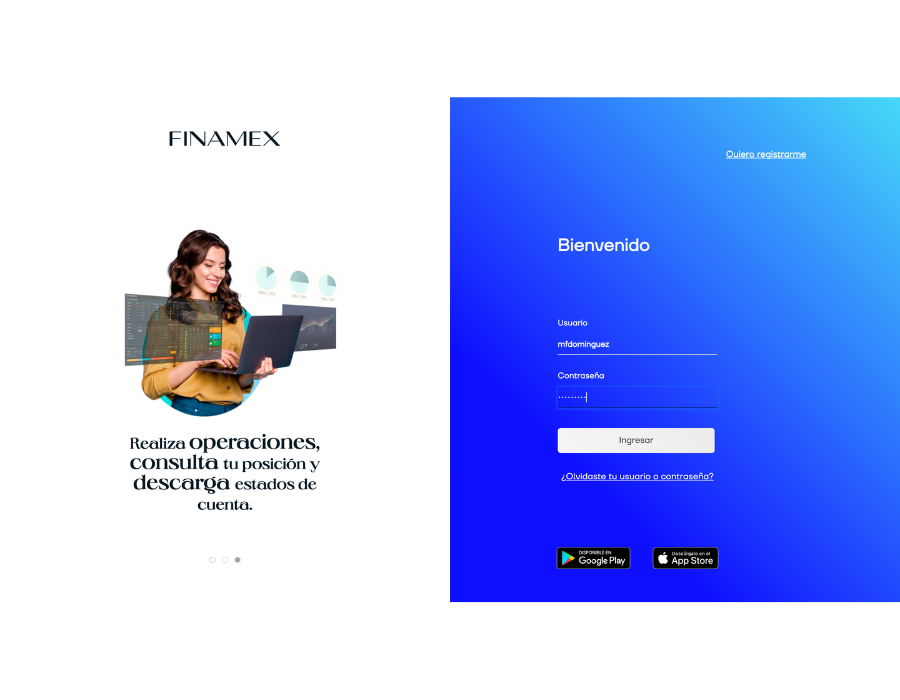 FINAMEX
Realiza operaciones,
consulta tu posición y
descarga estados de
cuenta.
Quiero registrarme
Bienvenido
Usuario
mfdominguez
Contraseña
·········
Ingresar
¿Olvidaste tu usuario o contraseña?
DISPONIBLE EN
Google Play
Descárgalo en el
App Store